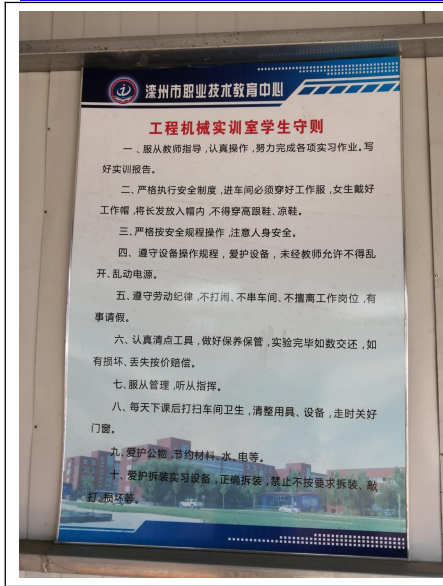 滦州市职业技术教育中心
工程机械实训室学生守则
一、服从教师指导,认真操作,努力完成各项实习作业。写
好实训报告。
二、严格执行安全制度,进车间必须穿好工作服,女生戴好
工作帽,将长发放入帽内,不得穿高跟鞋、凉鞋。
三、严格按安全规程操作,注意人身安全。
四、遵守设备操作规程,爱护设备,未经教师允许不得乱
开、乱动电源。
五、遵守劳动纪律,不打闹、不串车间、不擅离工作岗位,有
事请假。
六、认真清点工具,做好保养保管,实验完毕如数交还,如
有损坏、丢失按价赔偿。
七、服从管理,听从指挥。
八、每天下课后打扫车间卫生,清整用具、设备,走时关好
门窗。
九、爱护公物,节约材料、水、电等。
十、爱护拆装实习设备,正确拆装,禁止不按要求拆装、敲
打、损坏等。